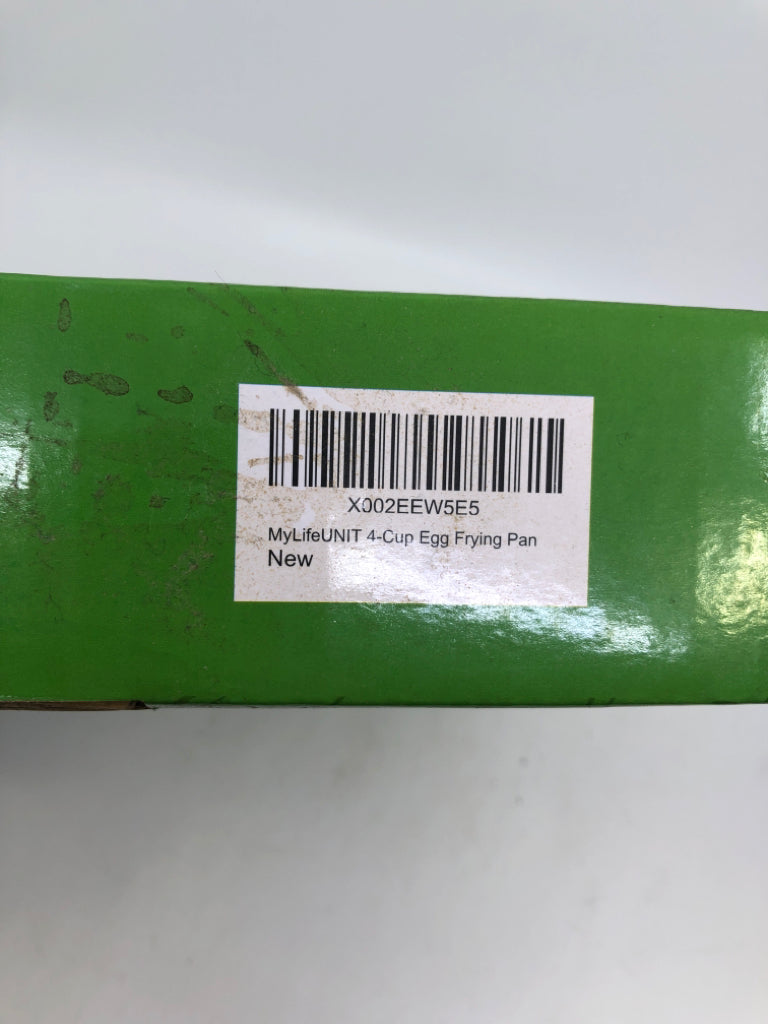 X002EEW5E5
MyLifeUNIT 4-Cup Egg Frying Pan
New